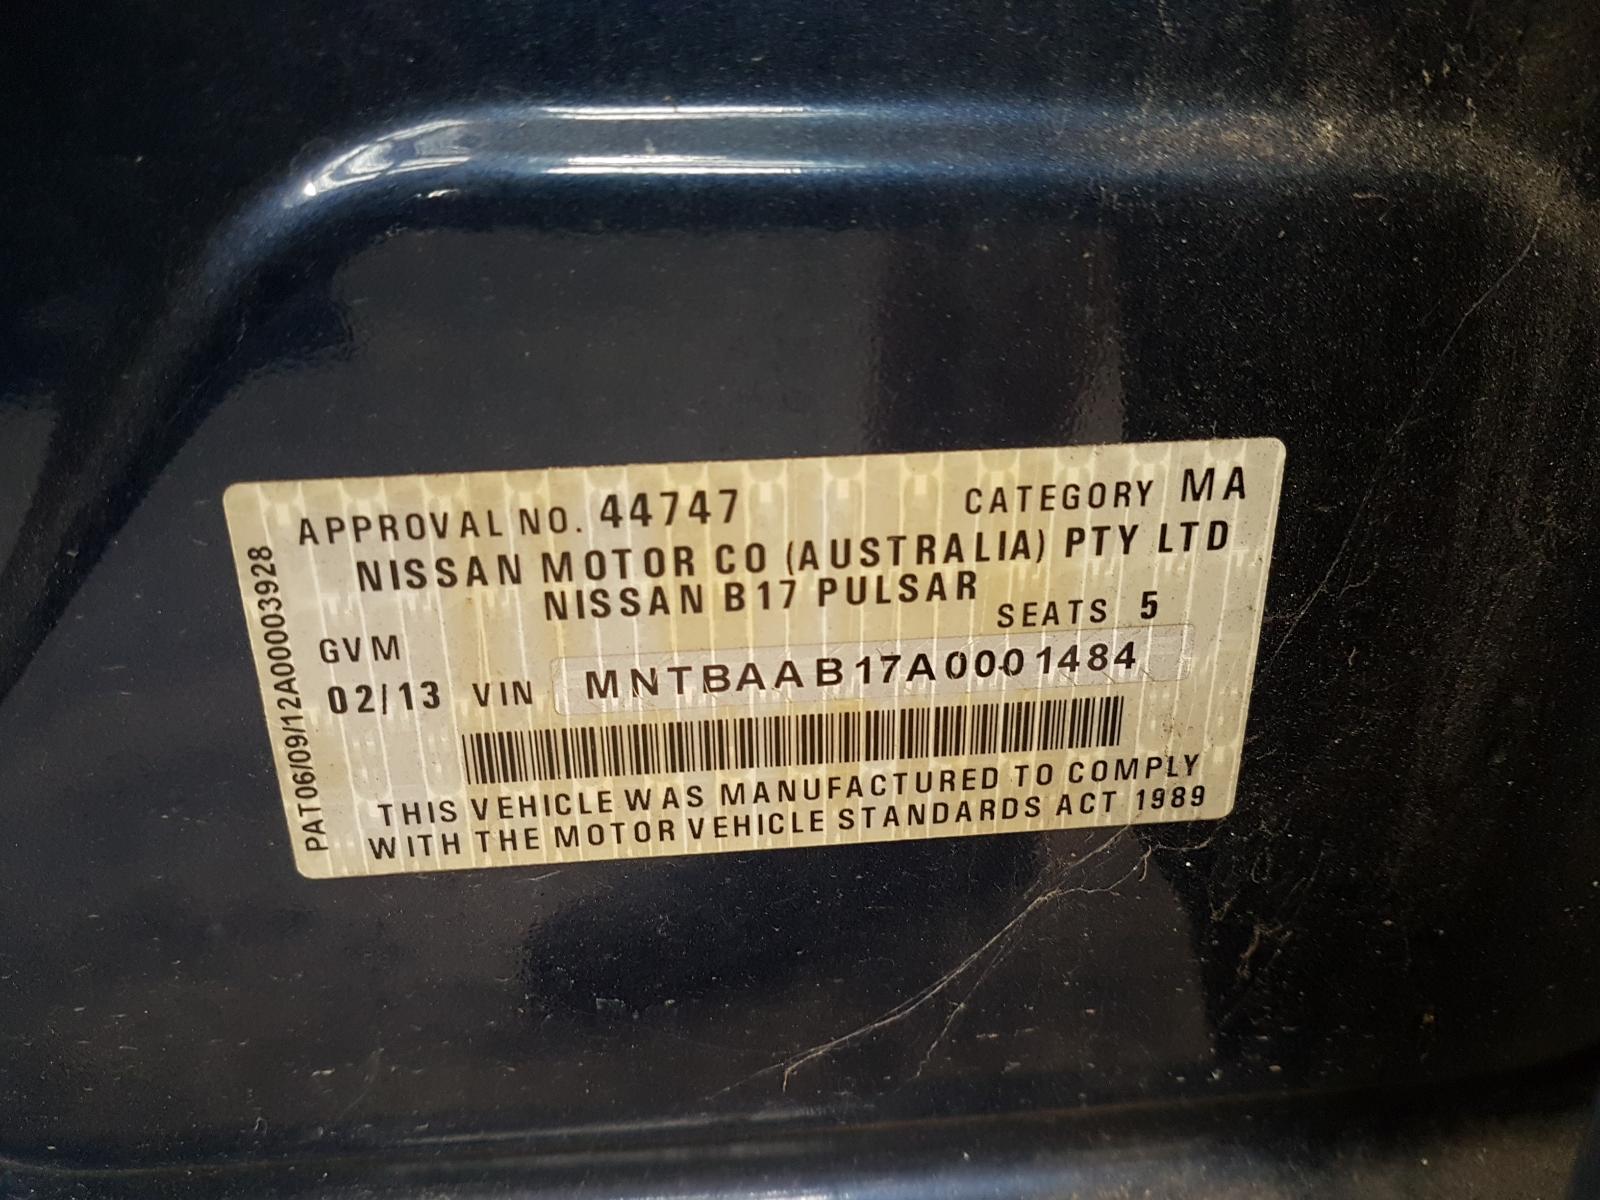 APPROVAL NO. 44747 CATEGORY MA
NISSAN MOTOR CO (AUSTRALIA) PTY LTD
NISSAN B17 PULSAR
SEATS 5
GVM
02/13 VIN MNTBAAB17A0001484
THIS VEHICLE WAS MANUFACTURED TO COMPLY
WITH THE MOTOR VEHICLE STANDARDS ACT 1989
PAT06/09/12A00003928